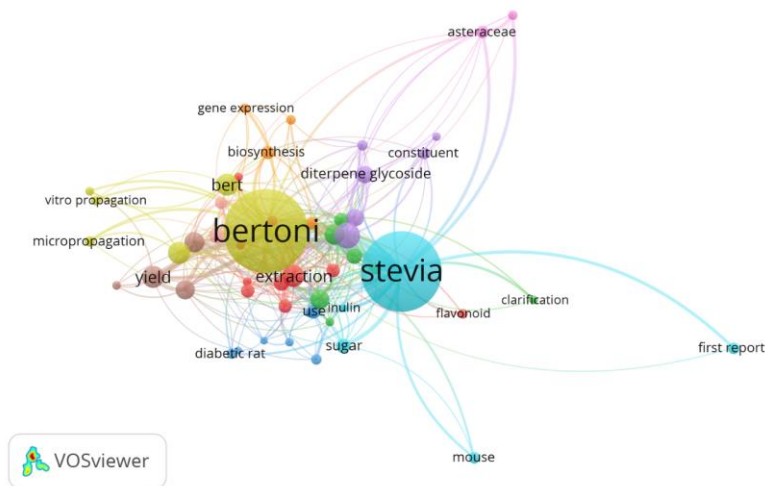 asteraceae
gene expression
biosynthesis
constituent
diterpene glycoside
bert
vitro propagation
bertoni
micropropagation
stevia
yield
extraction
clarification
use
inulin
flavonoid
sugar
first report
diabetic rat
mouse
VOSviewer